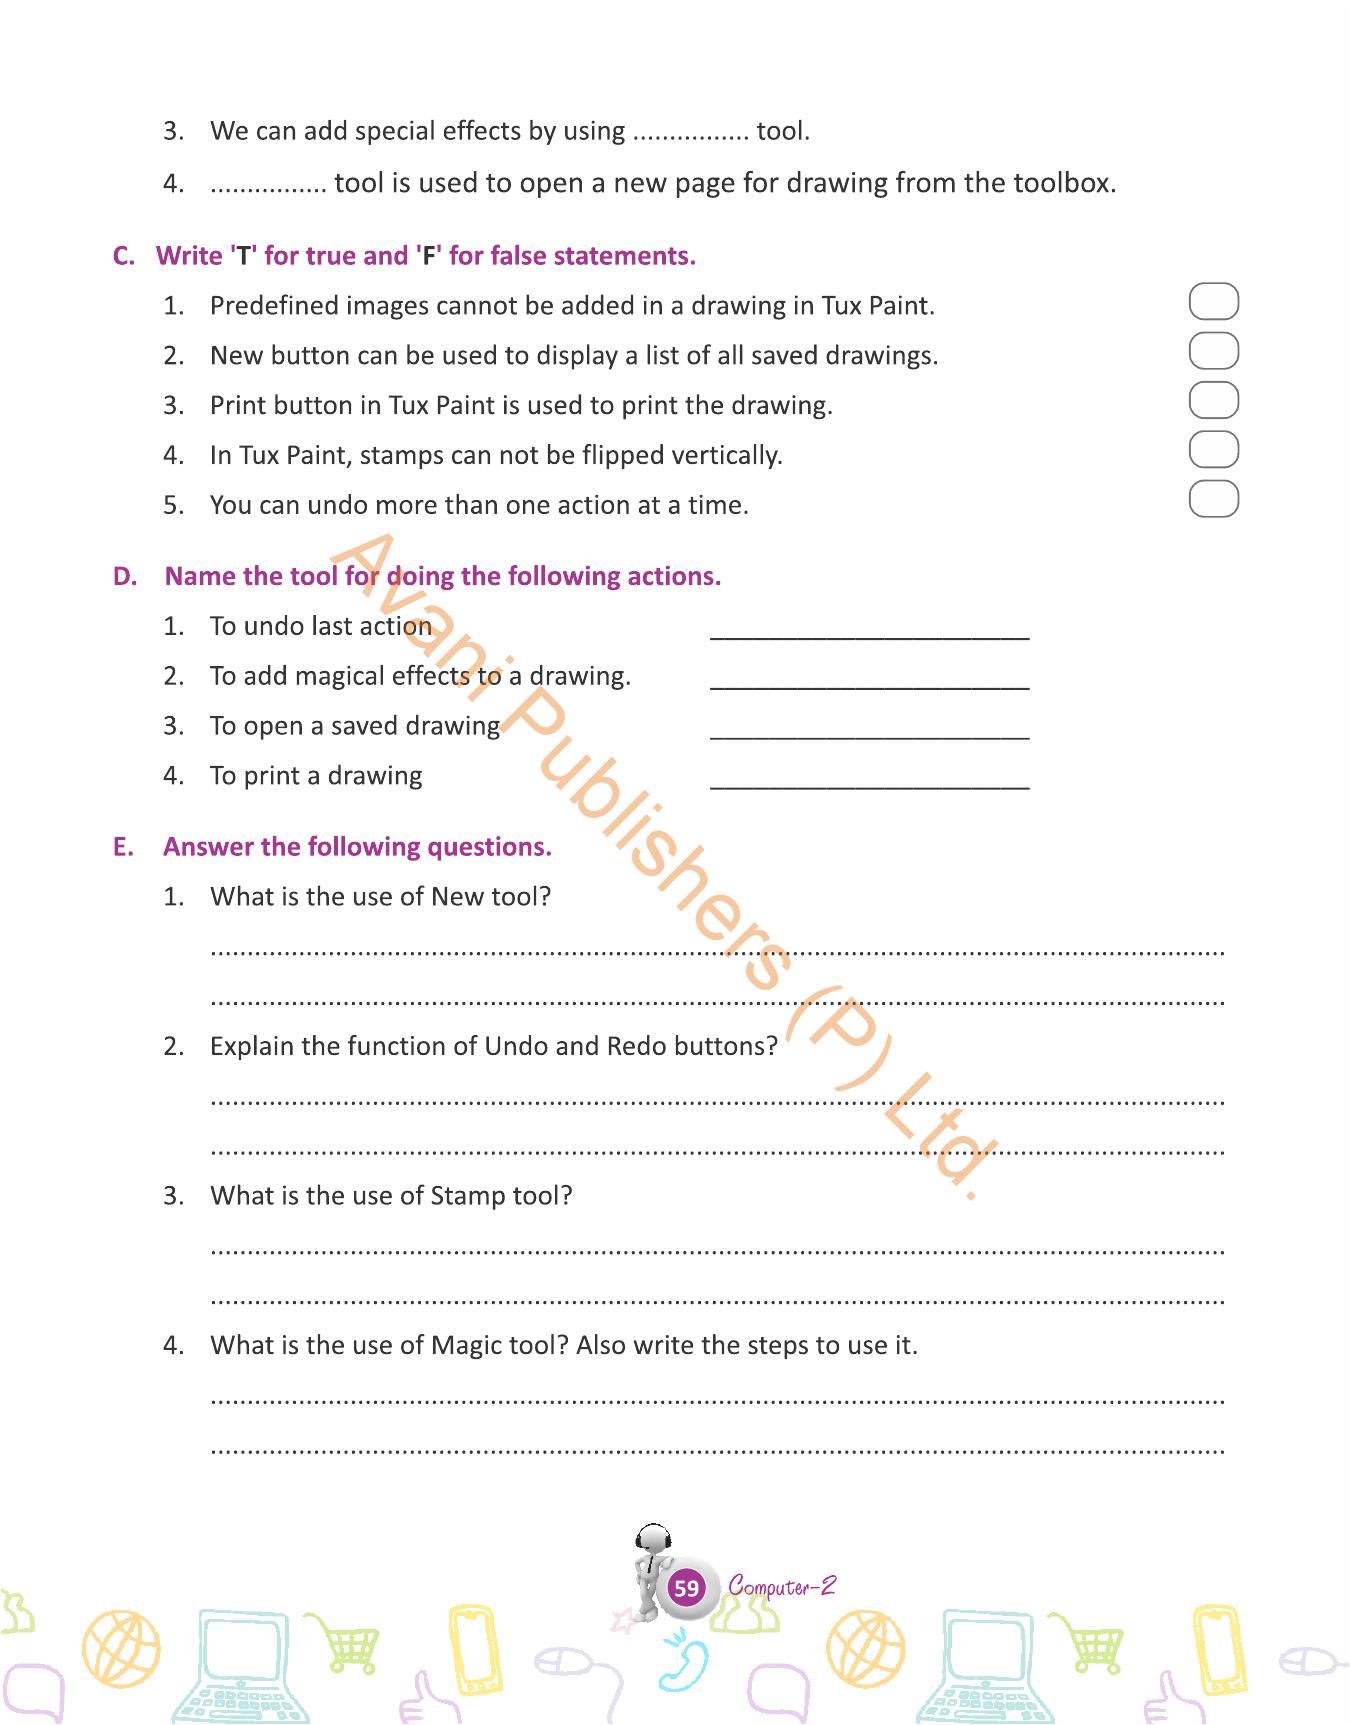 3. We can add special effects by using ................ tool.
4. ................ tool is used to open a new page for drawing from the toolbox.
C. Write 'T' for true and 'F' for false statements.
1. Predefined images cannot be added in a drawing in Tux Paint.
2. New button can be used to display a list of all saved drawings.
3. Print button in Tux Paint is used to print the drawing.
4. In Tux Paint, stamps can not be flipped vertically.
5. You can undo more than one action at a time.
D. Name the tool for doing the following actions.
1. To undo last action ______________________
2. To add magical effects to a drawing. ______________________
3. To open a saved drawing ______________________
4. To print a drawing ______________________
E. Answer the following questions.
1. What is the use of New tool?
2. Explain the function of Undo and Redo buttons?
3. What is the use of Stamp tool?
4. What is the use of Magic tool? Also write the steps to use it.
Avani Publishers (P) Ltd.
59 Computer-2